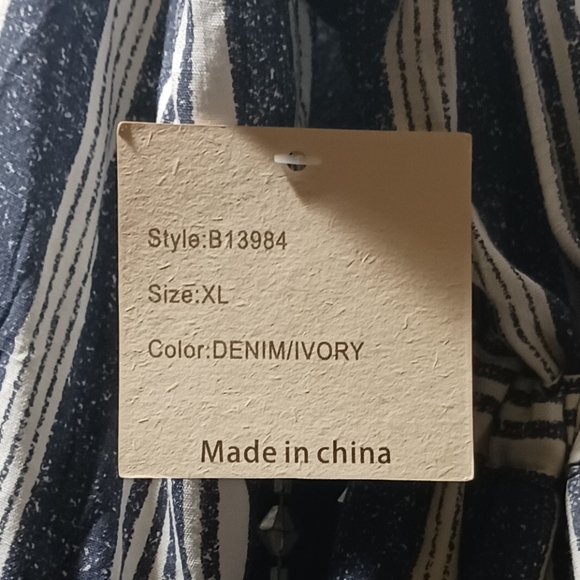 Style:B13984
Size:XL
Color:DENIM/IVORY
Made in china